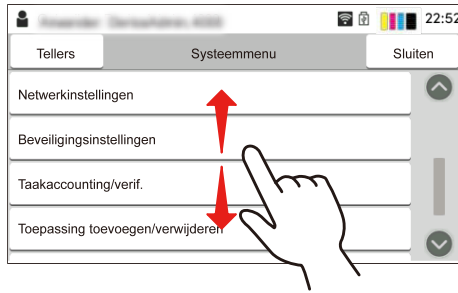 22:52
Tellers
Systeemmenu
Sluiten
Netwerkinstellingen
Beveiligingsinstellingen
Taakaccounting/verif.
Toepassing toevoegen/verwijderen